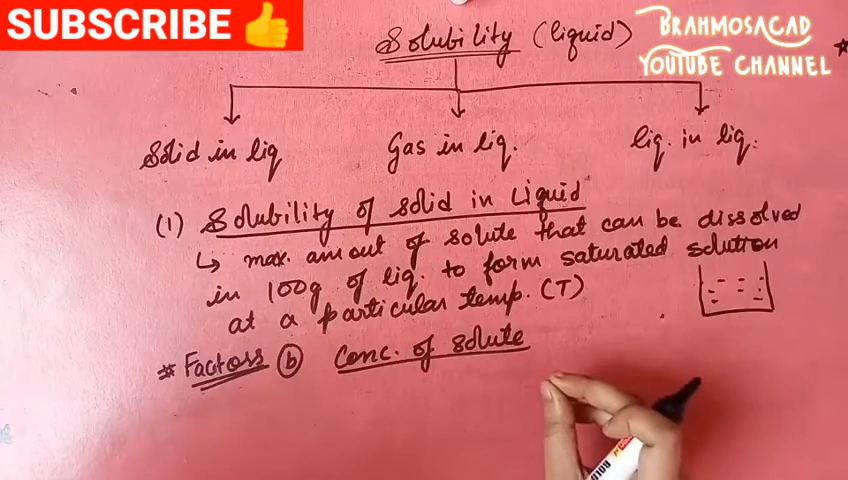 SUBSCRIBE
BRAHMOSACAD
YOUTUBE CHANNEL
Solubility (liquid)
Solid in liq
Gas in liq.
liq. in liq.
(1) Solubility of solid in Liquid
↳ max. amout of solute that can be dissolved
in 100g of liq. to form saturated solution
at a particular temp. (T)
* Factors (b) Conc. of solute